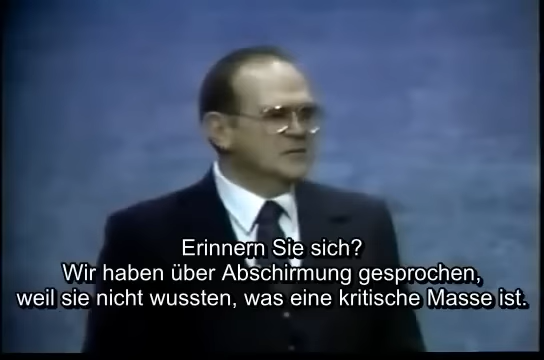 Erinnern Sie sich?
Wir haben über Abschirmung gesprochen,
weil sie nicht wussten, was eine kritische Masse ist.